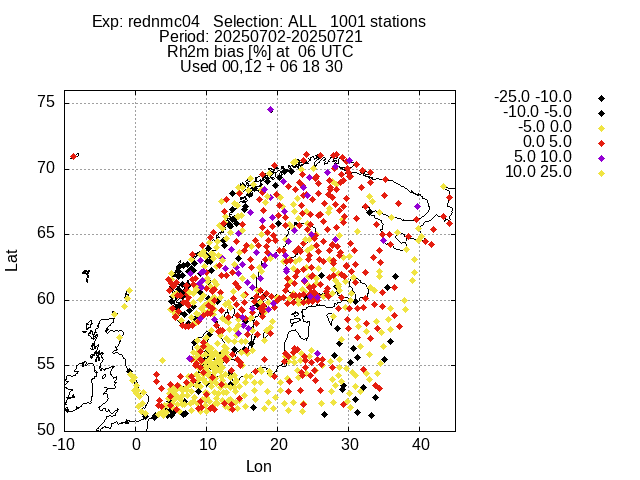 Exp: rednmc04   Selection: ALL   1001 stations
Period: 20250702-20250721
Rh2m bias [%] at  06 UTC
Used 00,12 + 06 18 30
-25.0 -10.0
-10.0 -5.0
-5.0 0.0
0.0 5.0
5.0 10.0
10.0 25.0
75
70
65
60
55
50
Lat
-10 0 10 20 30 40
Lon